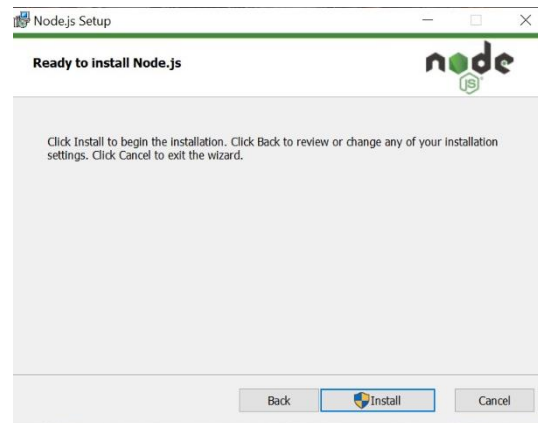 Node.js Setup
Ready to install Node.js
node
JS
Click Install to begin the installation. Click Back to review or change any of your installation
settings. Click Cancel to exit the wizard.
Back Install Cancel